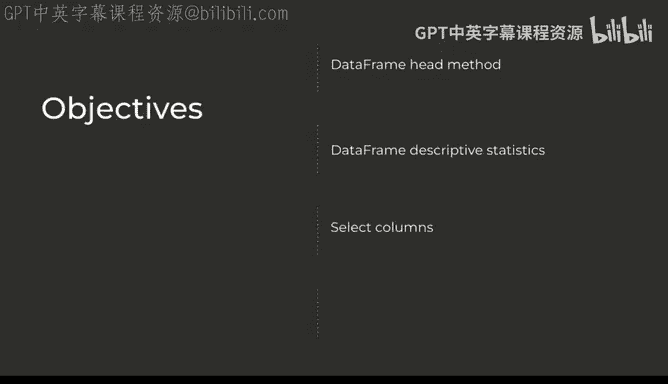 GPT中英字幕课程资源@bilibili.com
GPT中英字幕课程资源 bilibili
DataFrame head method
Objectives
DataFrame descriptive statistics
Select columns